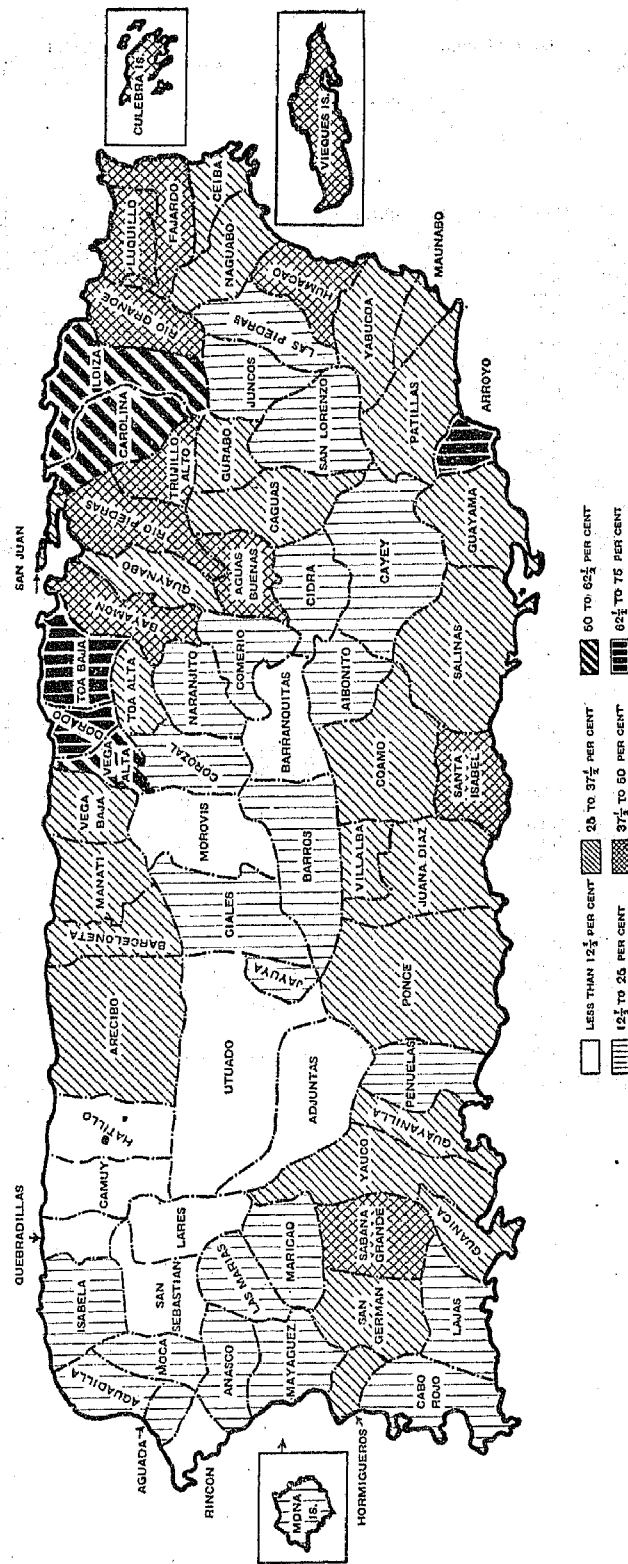 SAN JUAN
QUEBRADILLAS
CULEBRA IS.
VIEQUES IS.
MONA
IS.
AGUADA
RINCON
HORMIGUEROS
MAUNABO
ARROYO
AGUADILLA
ISABELA
MOCA
SAN
SEBASTIAN
CAMUY
HATILLO
LARES
ARECIBO
BARCELONETA
MANATI
VEGA
BAJA
VEGA
ALTA
DORADO
TOA BAJA
TOA ALTA
BAYAMON
GUAYNABO
RIO PIEDRAS
TRUJILLO
ALTO
CAROLINA
LOIZA
RIO GRANDE
LUQUILLO
FAJARDO
CEIBA
NAGUABO
HUMACAO
LAS PIEDRAS
JUNCOS
GURABO
SAN LORENZO
CAGUAS
AGUAS
BUENAS
CIDRA
CAYEY
COMERIO
NARANJITO
COROZAL
MOROVIS
CIALES
BARRANQUITAS
AIBONITO
BARROS
JAYUYA
UTUADO
ADJUNTAS
ANASCO
LAS MARIAS
MAYAGUEZ
MARICAO
SAN
GERMAN
SABANA
GRANDE
YAUCO
CABO
ROJO
LAJAS
GUANICA
GUAYANILLA
PENUELAS
PONCE
VILLALBA
JUANA DIAZ
COAMO
SANTA
ISABEL
SALINAS
GUAYAMA
PATILLAS
YABUCOA
LESS THAN 12½ PER CENT
12½ TO 25 PER CENT
25 TO 37½ PER CENT
37½ TO 50 PER CENT
50 TO 62½ PER CENT
62½ TO 75 PER CENT